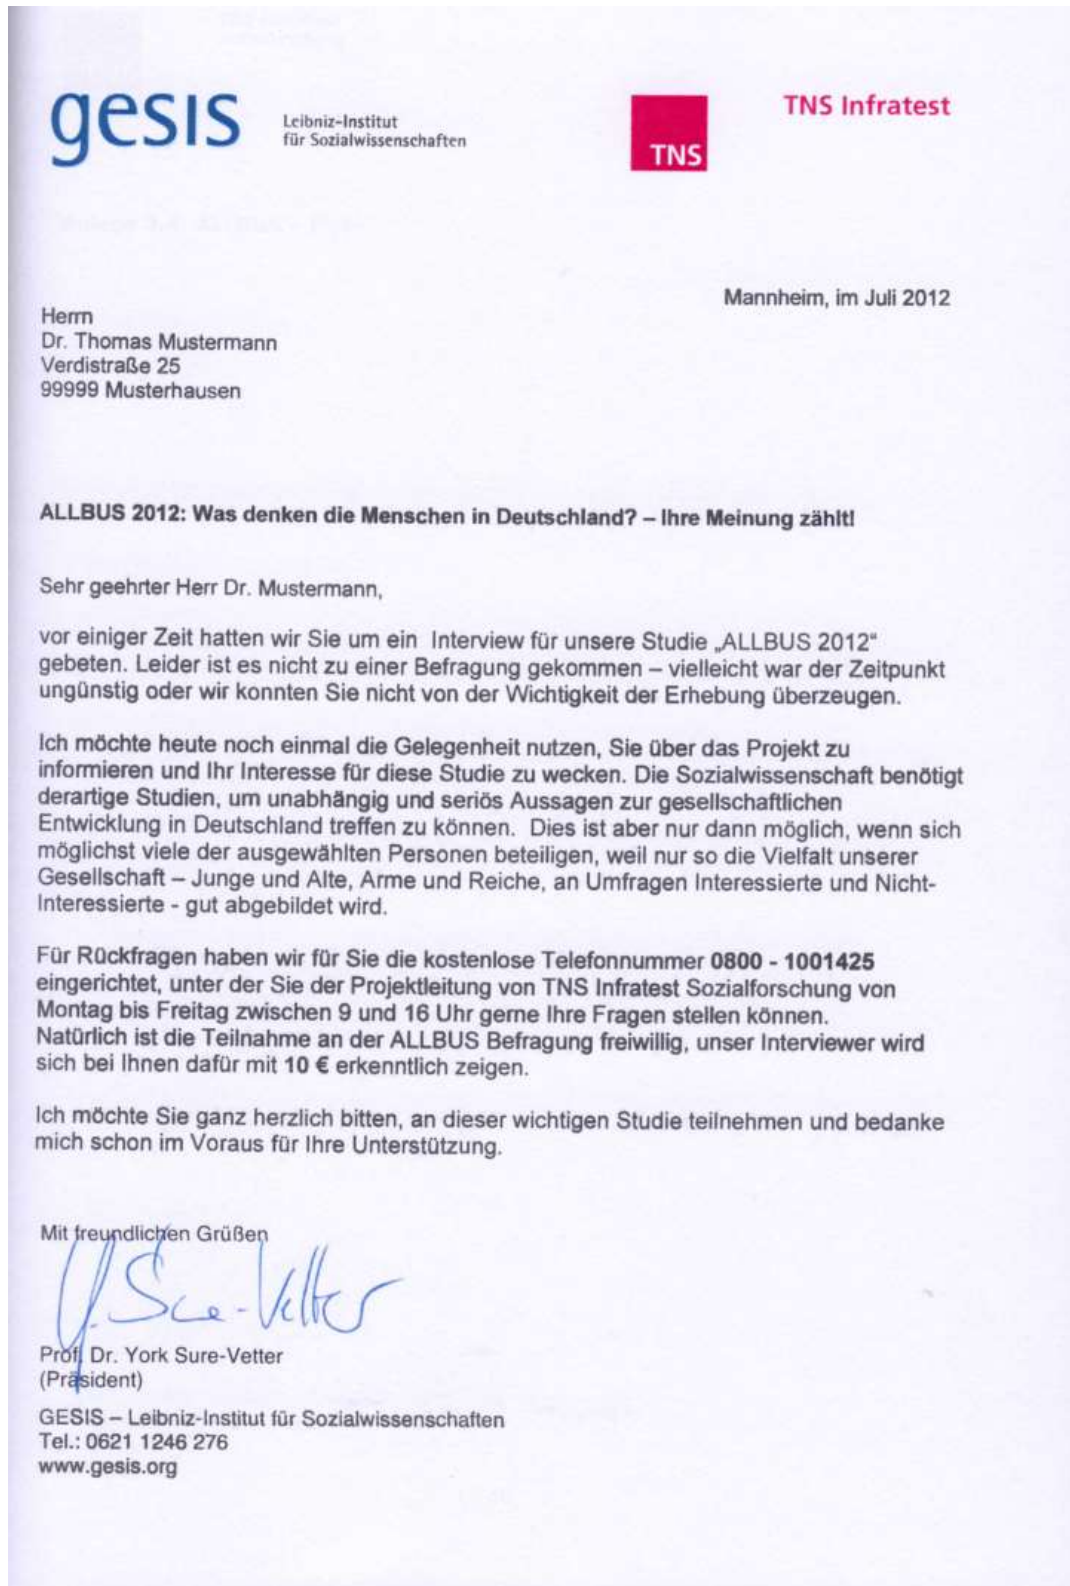 gesis
Leibniz-Institut
für Sozialwissenschaften
TNS
TNS Infratest
Mannheim, im Juli 2012
Herrn
Dr. Thomas Mustermann
Verdistraße 25
99999 Musterhausen
ALLBUS 2012: Was denken die Menschen in Deutschland? – Ihre Meinung zählt!
Sehr geehrter Herr Dr. Mustermann,
vor einiger Zeit hatten wir Sie um ein Interview für unsere Studie „ALLBUS 2012“
gebeten. Leider ist es nicht zu einer Befragung gekommen – vielleicht war der Zeitpunkt
ungünstig oder wir konnten Sie nicht von der Wichtigkeit der Erhebung überzeugen.
Ich möchte heute noch einmal die Gelegenheit nutzen, Sie über das Projekt zu
informieren und Ihr Interesse für diese Studie zu wecken. Die Sozialwissenschaft benötigt
derartige Studien, um unabhängig und seriös Aussagen zur gesellschaftlichen
Entwicklung in Deutschland treffen zu können. Dies ist aber nur dann möglich, wenn sich
möglichst viele der ausgewählten Personen beteiligen, weil nur so die Vielfalt unserer
Gesellschaft – Junge und Alte, Arme und Reiche, an Umfragen Interessierte und Nicht-
Interessierte - gut abgebildet wird.
Für Rückfragen haben wir für Sie die kostenlose Telefonnummer 0800 - 1001425
eingerichtet, unter der Sie der Projektleitung von TNS Infratest Sozialforschung von
Montag bis Freitag zwischen 9 und 16 Uhr gerne Ihre Fragen stellen können.
Natürlich ist die Teilnahme an der ALLBUS Befragung freiwillig, unser Interviewer wird
sich bei Ihnen dafür mit 10 € erkenntlich zeigen.
Ich möchte Sie ganz herzlich bitten, an dieser wichtigen Studie teilnehmen und bedanke
mich schon im Voraus für Ihre Unterstützung.
Mit freundlichen Grüßen
Y. Sure-Vetter
Prof. Dr. York Sure-Vetter
(Präsident)
GESIS – Leibniz-Institut für Sozialwissenschaften
Tel.: 0621 1246 276
www.gesis.org